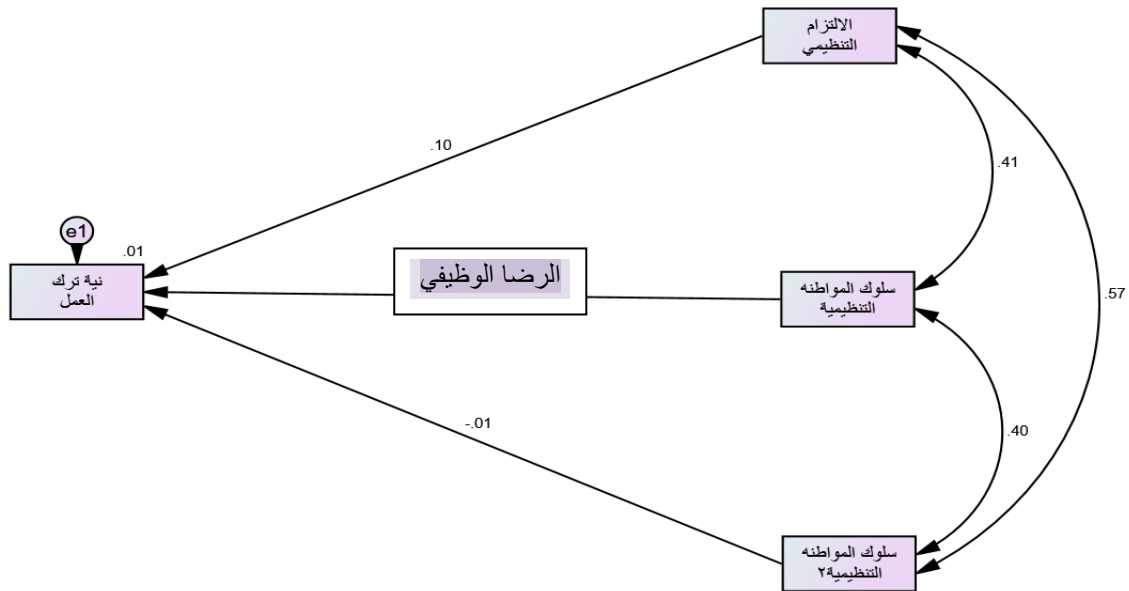 الالتزام
التنظيمي
.10
.41
e1
.01
نية ترك
العمل
الرضا الوظيفي
سلوك المواطنه
التنظيمية
.57
.40
-.01
سلوك المواطنه
التنظيمية٢